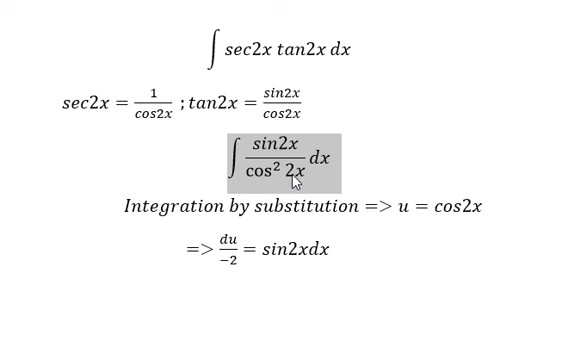 ∫ sec2x tan2x dx
sec2x = 1/cos2x ; tan2x = sin2x/cos2x
∫ sin2x/cos² 2x dx
Integration by substitution => u = cos2x
=> du/−2 = sin2xdx